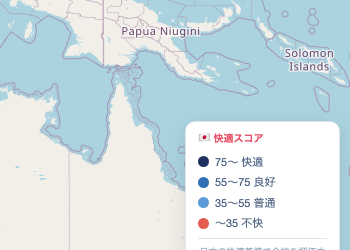 Papua Niugini
Solomon
Islands
快適スコア
75〜 快適
55〜75 良好
35〜55 普通
〜35 不快